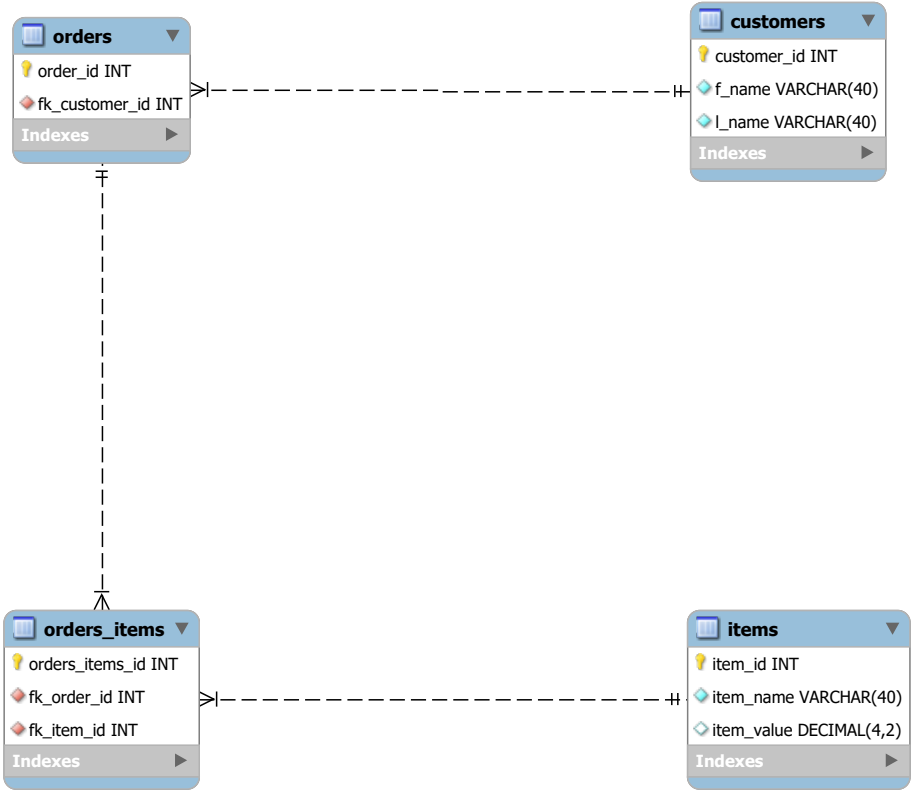 orders
order_id INT
fk_customer_id INT
Indexes
customers
customer_id INT
f_name VARCHAR(40)
l_name VARCHAR(40)
Indexes
orders_items
orders_items_id INT
fk_order_id INT
fk_item_id INT
Indexes
items
item_id INT
item_name VARCHAR(40)
item_value DECIMAL(4,2)
Indexes